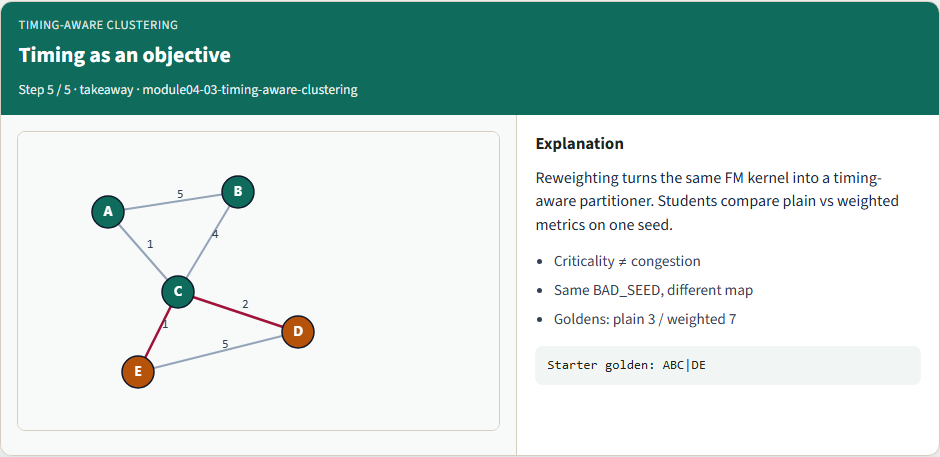 TIMING-AWARE CLUSTERING
Timing as an objective
Step 5 / 5 · takeaway · module04-03-timing-aware-clustering
5
B
A
4
1
C
2
1
D
5
E
Explanation
Reweighting turns the same FM kernel into a timing-
aware partitioner. Students compare plain vs weighted
metrics on one seed.
• Criticality ≠ congestion
• Same BAD_SEED, different map
• Goldens: plain 3 / weighted 7
Starter golden: ABC|DE